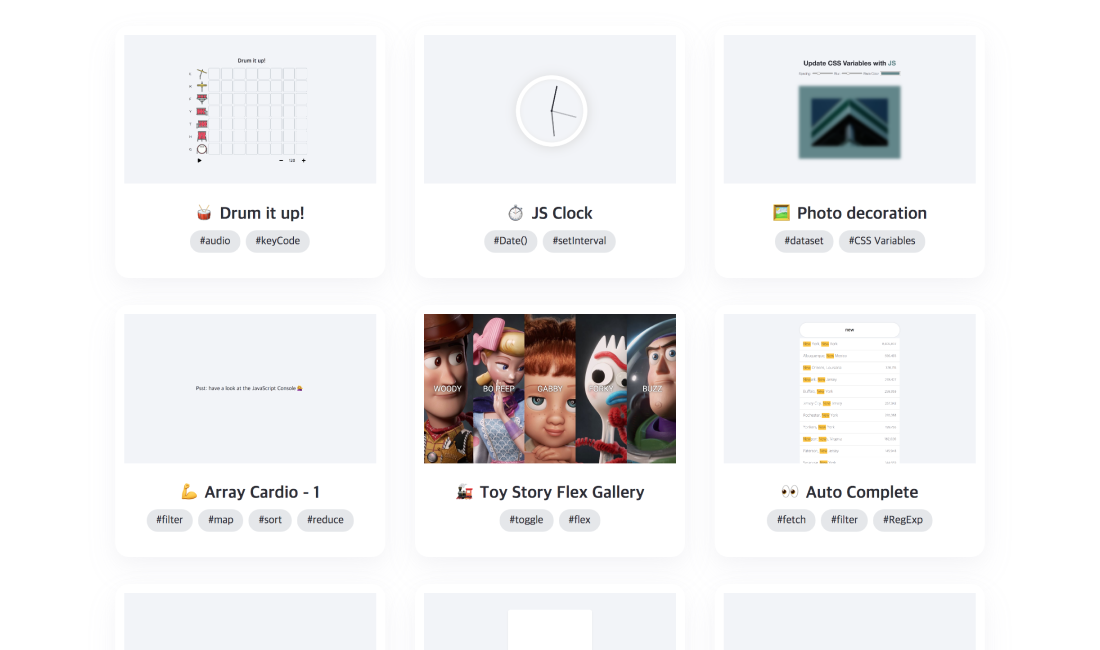 Drum it up!
120
Update CSS Variables with JS
🥁 Drum it up!
⏱ JS Clock
🖼️ Photo decoration
#audio #keyCode
#Date() #setInterval
#dataset #CSS Variables
Psst: have a look at the JavaScript Console 💁
WOODY BO PEEP GABBY FORKY BUZZ
new
💪 Array Cardio - 1
🚂 Toy Story Flex Gallery
👀 Auto Complete
#filter #map #sort #reduce
#toggle #flex
#fetch #filter #RegExp